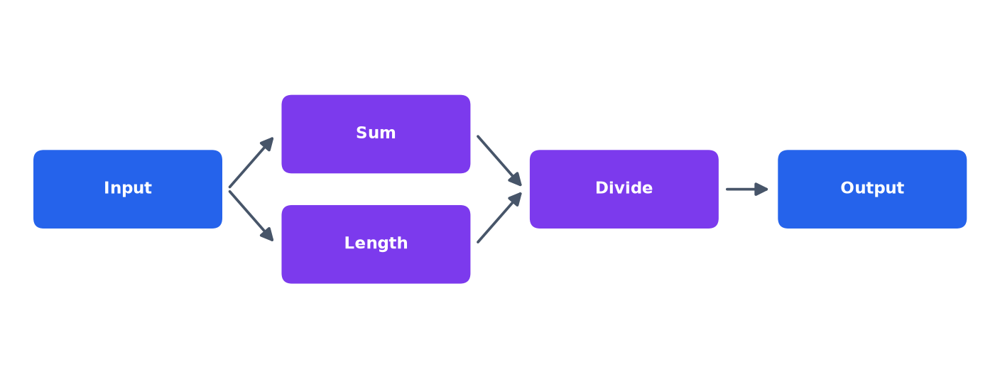 Input
Sum
Length
Divide
Output